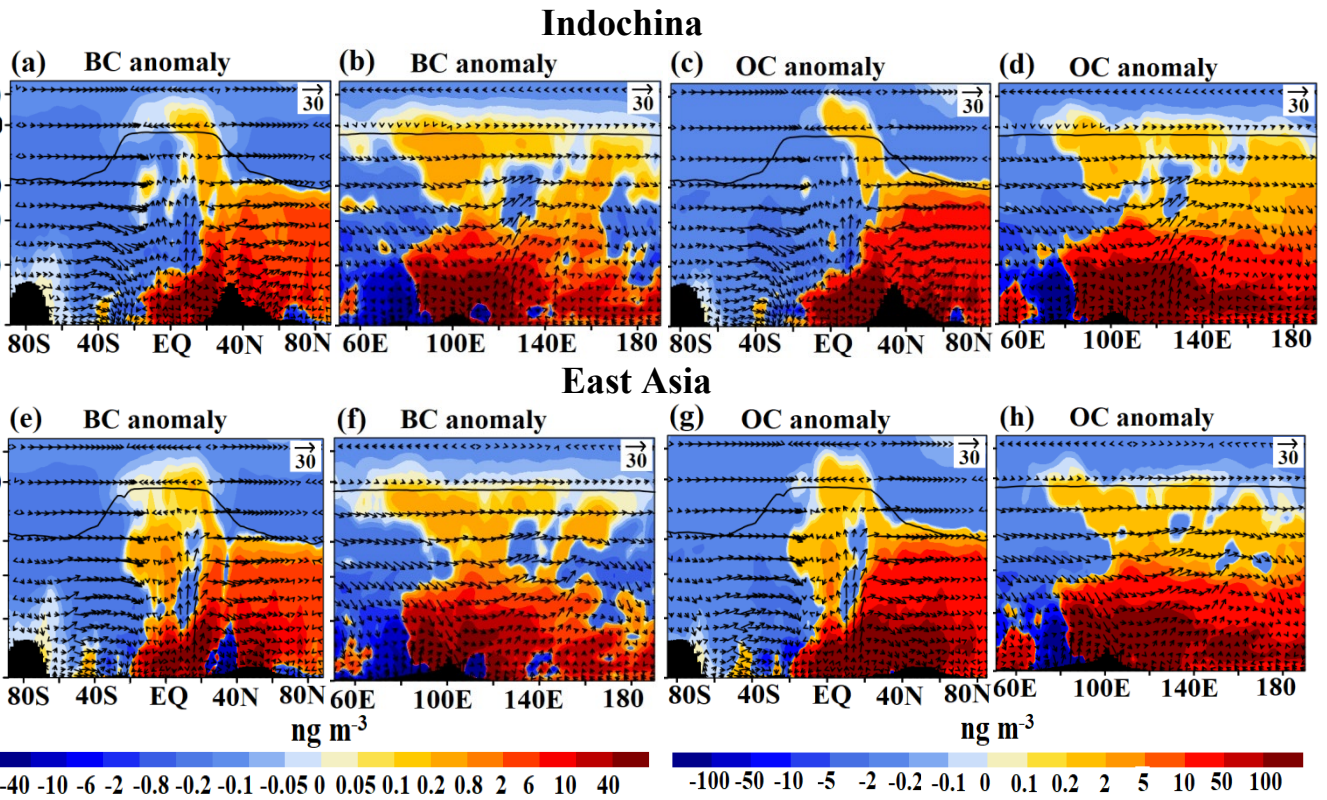 Indochina
(a) BC anomaly (b) BC anomaly (c) OC anomaly (d) OC anomaly
30 30 30 30
80S 40S EQ 40N 80N 60E 100E 140E 180 80S 40S EQ 40N 80N 60E 100E 140E 180
East Asia
(e) BC anomaly (f) BC anomaly (g) OC anomaly (h) OC anomaly
30 30 30 30
80S 40S EQ 40N 80N 60E 100E 140E 180 80S 40S EQ 40N 80N 60E 100E 140E 180
ng m⁻³ ng m⁻³
-40 -10 -6 -2 -0.8 -0.2 -0.1 -0.05 0 0.05 0.1 0.2 0.8 2 6 10 40 -100 -50 -10 -5 -2 -0.2 -0.1 0 0.1 0.2 2 5 10 50 100